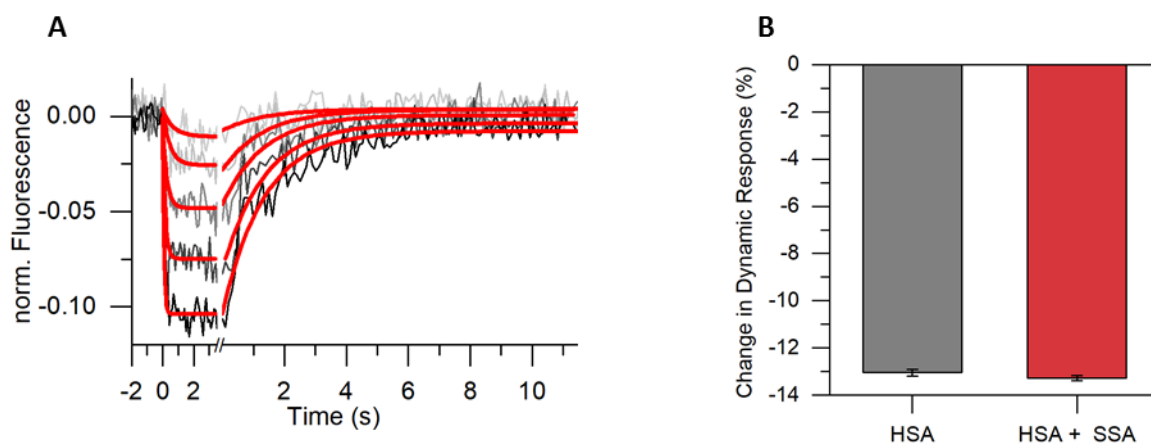 A
norm. Fluorescence
0.00
-0.05
-0.10
-2 0 2 // 2 4 6 8 10
Time (s)
B
Change in Dynamic Response (%)
0
-2
-4
-6
-8
-10
-12
-14
HSA
HSA + SSA